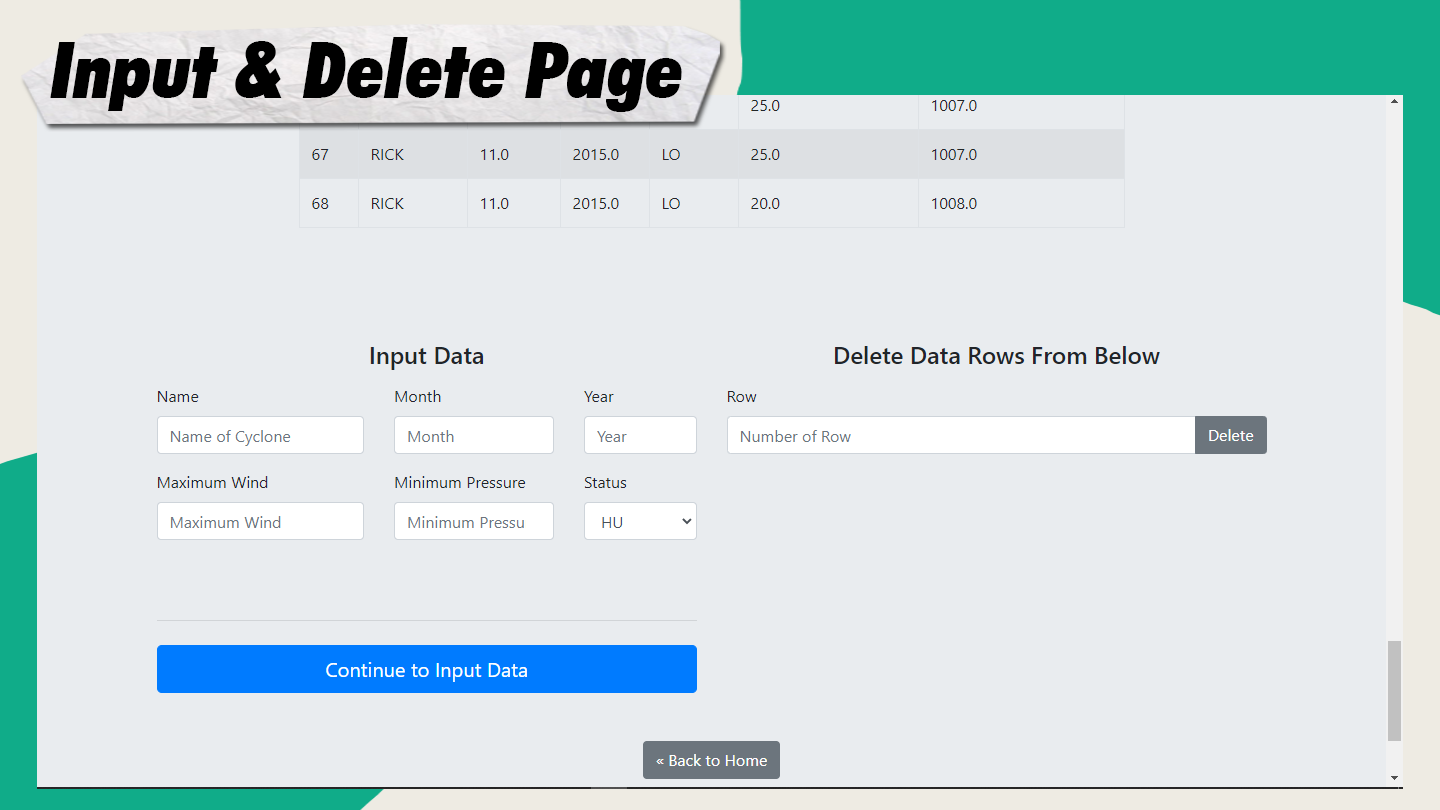 Input & Delete Page
25.0 1007.0
67 RICK 11.0 2015.0 LO 25.0 1007.0
68 RICK 11.0 2015.0 LO 20.0 1008.0
Input Data
Name Month Year
Name of Cyclone Month Year
Maximum Wind Minimum Pressure Status
Maximum Wind Minimum Pressu HU
Continue to Input Data
Delete Data Rows From Below
Row
Number of Row Delete
« Back to Home